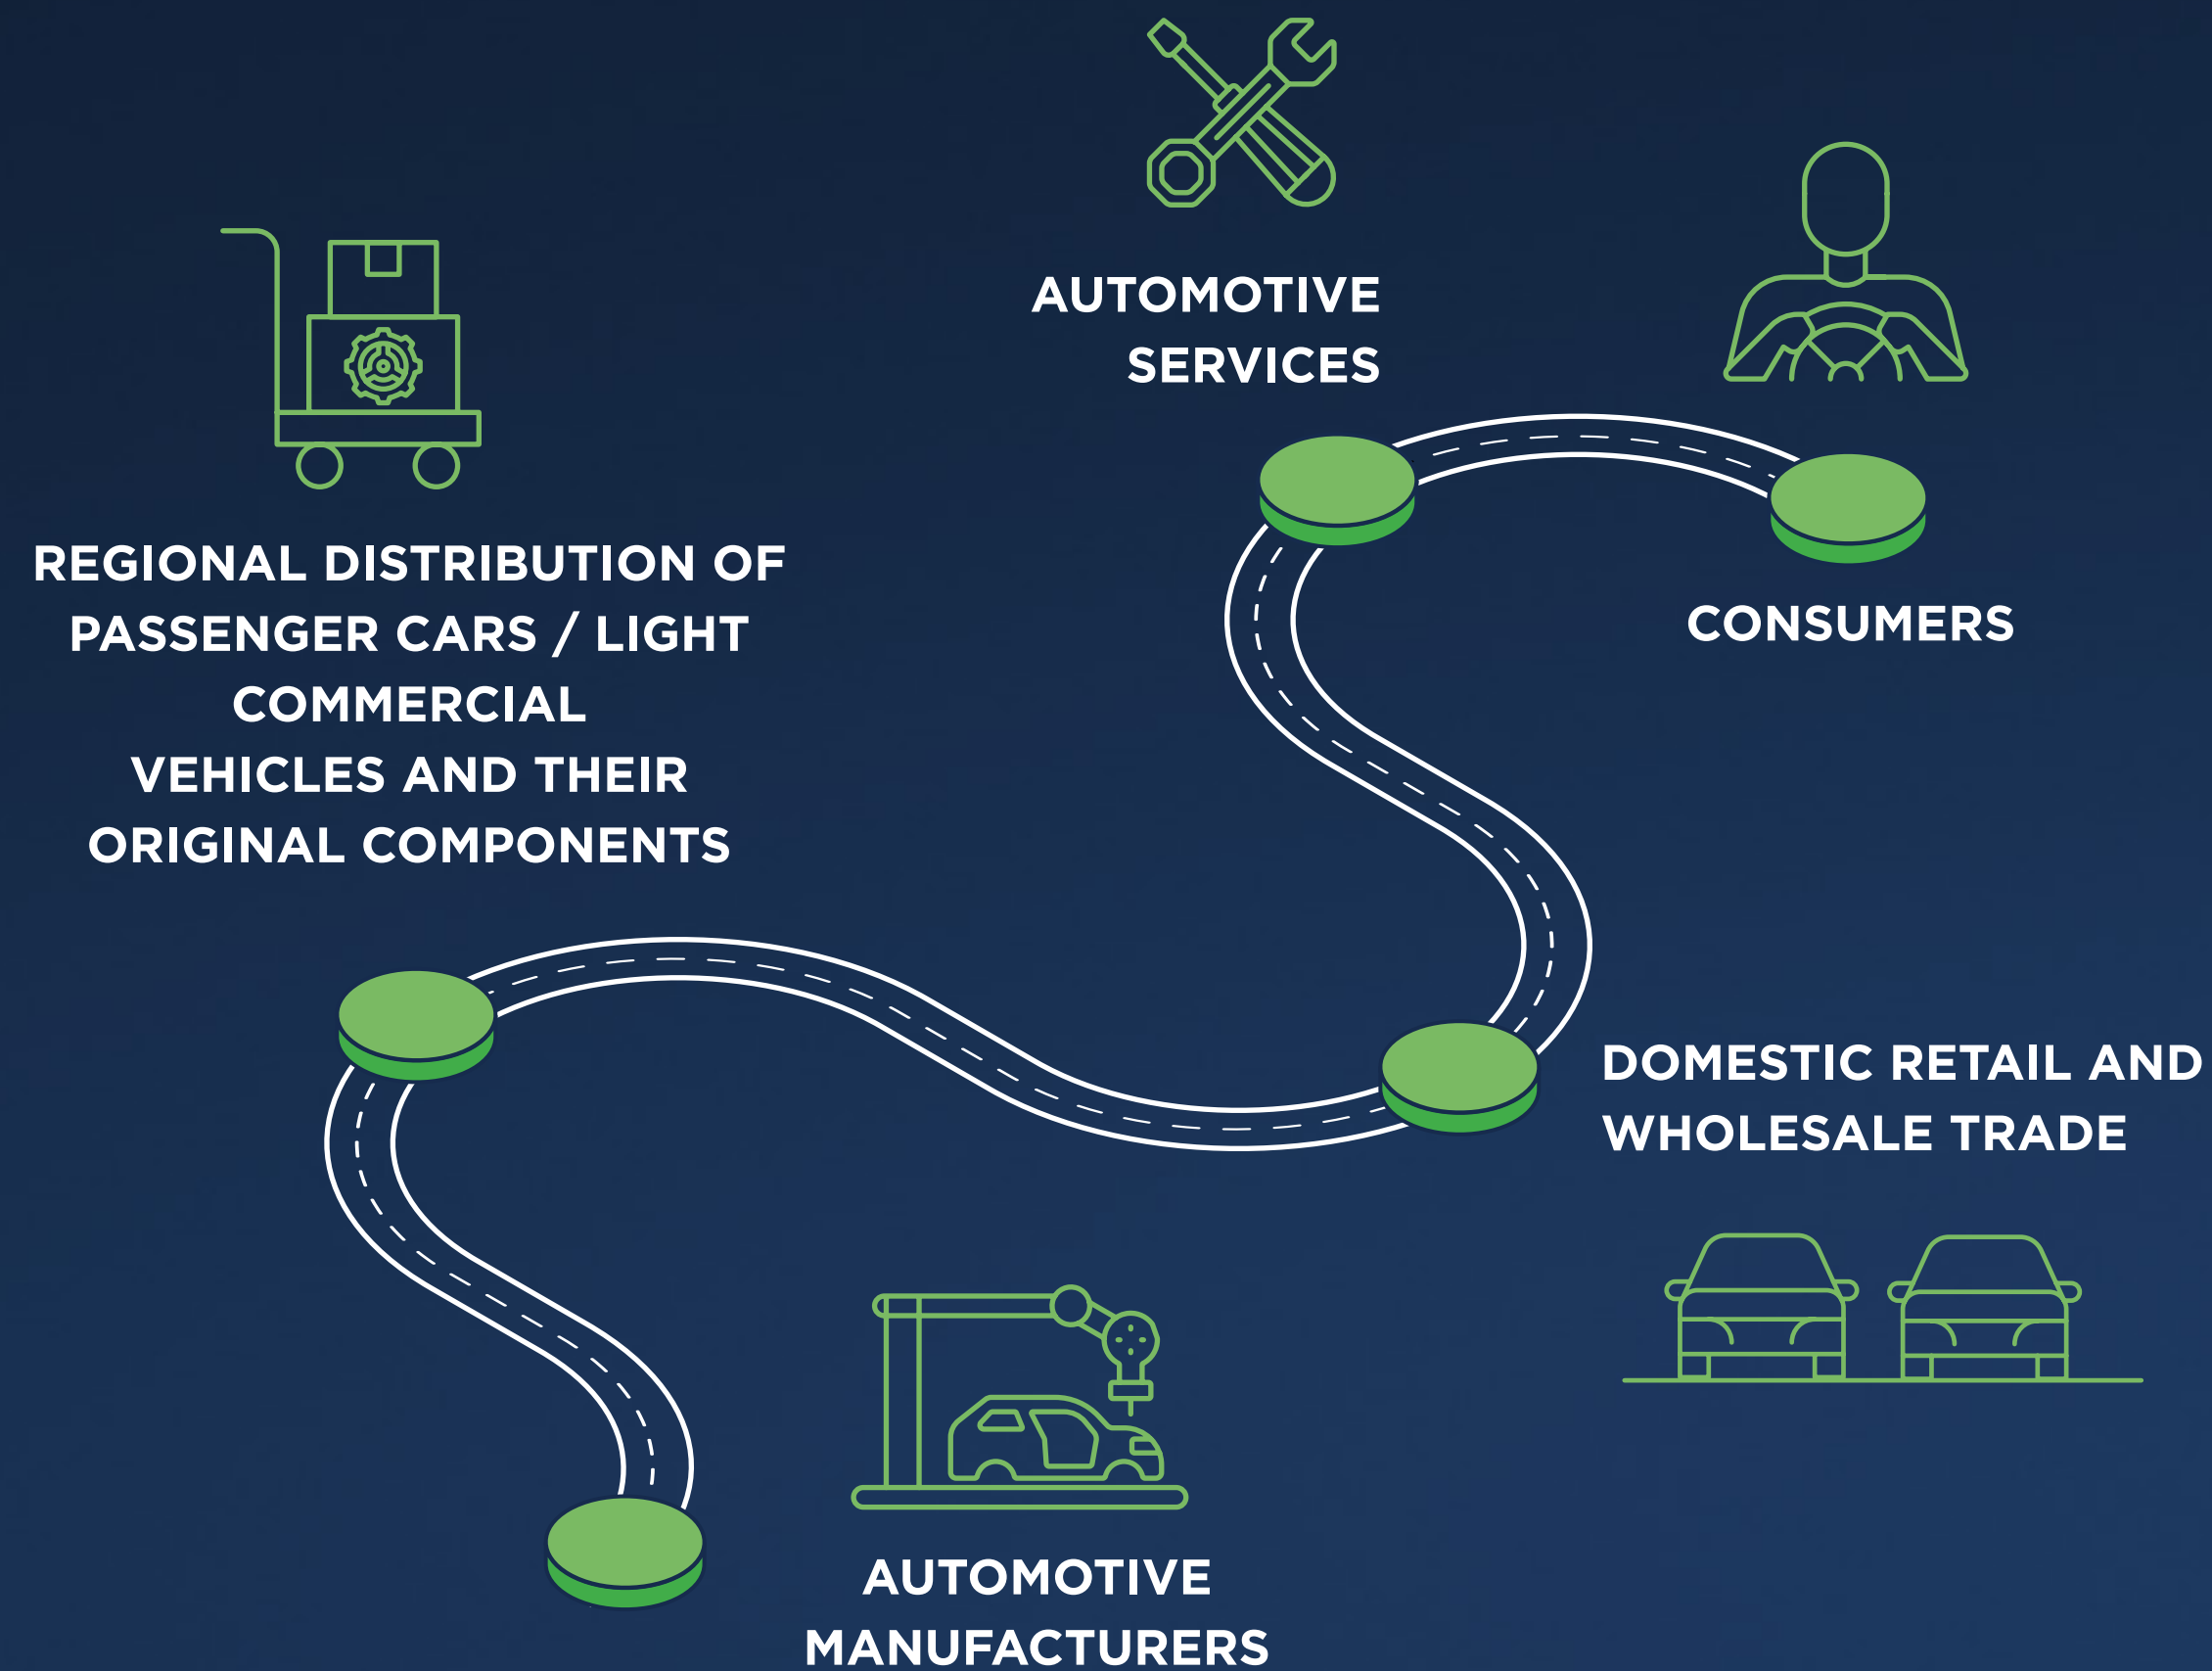 AUTOMOTIVE
SERVICES
REGIONAL DISTRIBUTION OF
PASSENGER CARS / LIGHT
COMMERCIAL
VEHICLES AND THEIR
ORIGINAL COMPONENTS
CONSUMERS
DOMESTIC RETAIL AND
WHOLESALE TRADE
AUTOMOTIVE
MANUFACTURERS